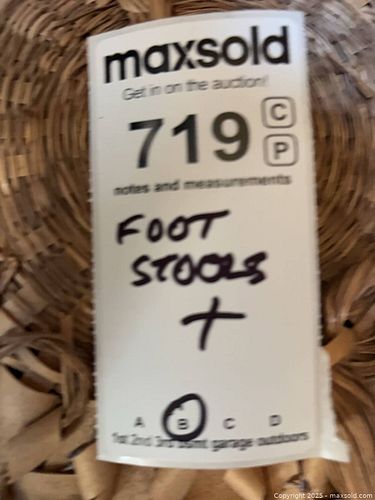 maxsold
Get in on the auction!
719 C
P
notes and measurements
FOOT
STOOLS
+
A B C D
1st 2nd 3rd bsmt garage outdoors
Copyright 2025 - maxsold.com